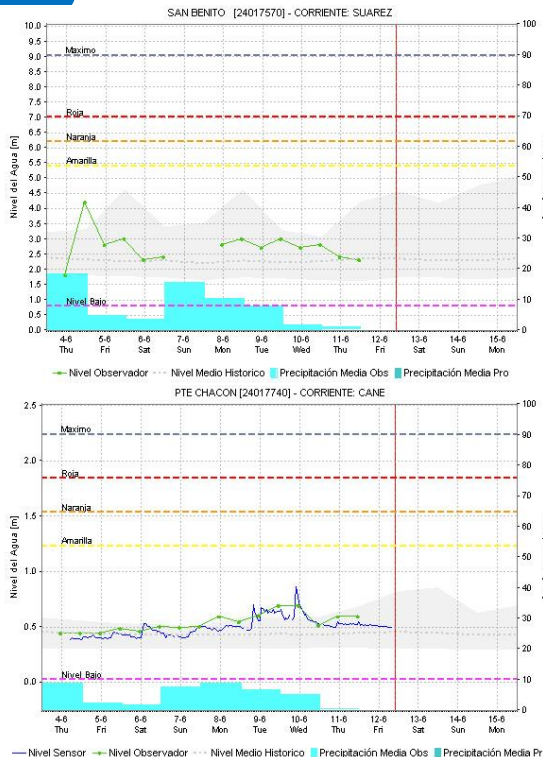 SAN BENITO [24017570] - CORRIENTE: SUAREZ
Nivel del Agua [m]
10.0
9.5
9.0
8.5
8.0
7.5
7.0
6.5
6.0
5.5
5.0
4.5
4.0
3.5
3.0
2.5
2.0
1.5
1.0
0.5
0.0
Maximo
Roja
Naranja
Amarilla
Nivel Bajo
100
90
80
70
60
50
40
30
20
10
0
4-6 5-6 6-6 7-6 8-6 9-6 10-6 11-6 12-6 13-6 14-6 15-6
Thu Fri Sat Sun Mon Tue Wed Thu Fri Sat Sun Mon
Nivel Observador Nivel Medio Historico Precipitación Media Obs Precipitación Media Pro
PTE CHACON [24017740] - CORRIENTE: CANE
Nivel del Agua [m]
2.5
2.0
1.5
1.0
0.5
0.0
Maximo
Roja
Naranja
Amarilla
Nivel Bajo
100
90
80
70
60
50
40
30
20
10
0
4-6 5-6 6-6 7-6 8-6 9-6 10-6 11-6 12-6 13-6 14-6 15-6
Thu Fri Sat Sun Mon Tue Wed Thu Fri Sat Sun Mon
Nivel Sensor Nivel Observador Nivel Medio Historico Precipitación Media Obs Precipitación Media Pr